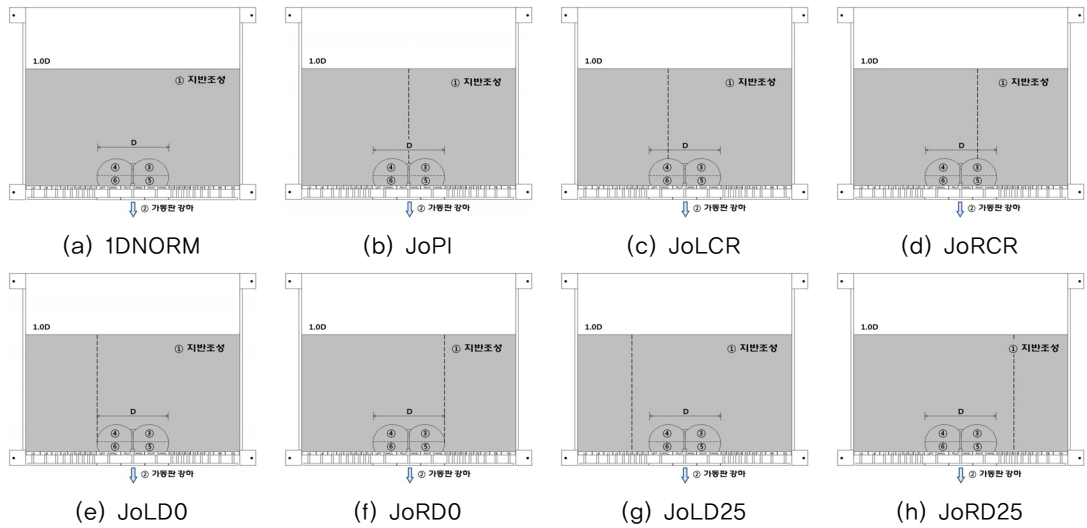 1.0D
① 지반조성
D
④ ③
⑥ ⑤
② 가동판 강하
(a) 1DNORM
1.0D
① 지반조성
D
④ ③
⑥ ⑤
② 가동판 강하
(b) JoPI
1.0D
① 지반조성
D
④ ③
⑥ ⑤
② 가동판 강하
(c) JoLCR
1.0D
① 지반조성
D
④ ③
⑥ ⑤
② 가동판 강하
(d) JoRCR
1.0D
① 지반조성
D
④ ③
⑥ ⑤
② 가동판 강하
(e) JoLD0
1.0D
① 지반조성
D
④ ③
⑥ ⑤
② 가동판 강하
(f) JoRD0
1.0D
① 지반조성
D
④ ③
⑥ ⑤
② 가동판 강하
(g) JoLD25
1.0D
① 지반조성
D
④ ③
⑥ ⑤
② 가동판 강하
(h) JoRD25